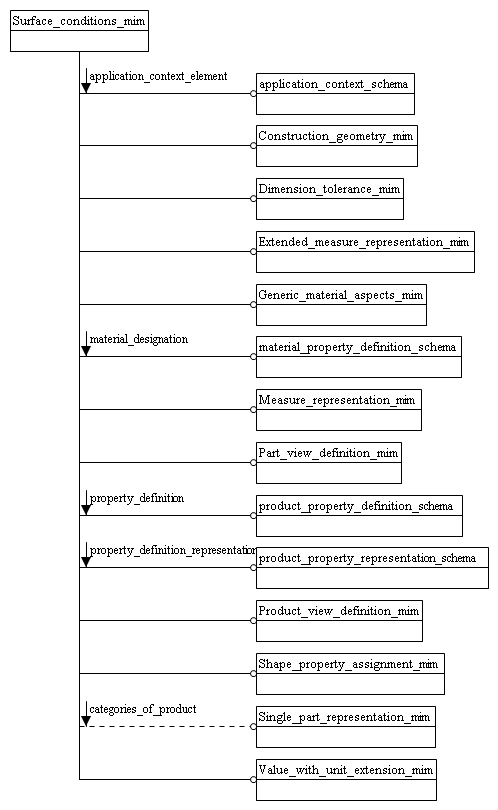 Surface_conditions_mim
application_context_element
application_context_schema
Construction_geometry_mim
Dimension_tolerance_mim
Extended_measure_representation_mim
Generic_material_aspects_mim
material_designation
material_property_definition_schema
Measure_representation_mim
Part_view_definition_mim
property_definition
product_property_definition_schema
property_definition_representation
product_property_representation_schema
Product_view_definition_mim
Shape_property_assignment_mim
categories_of_product
Single_part_representation_mim
Value_with_unit_extension_mim